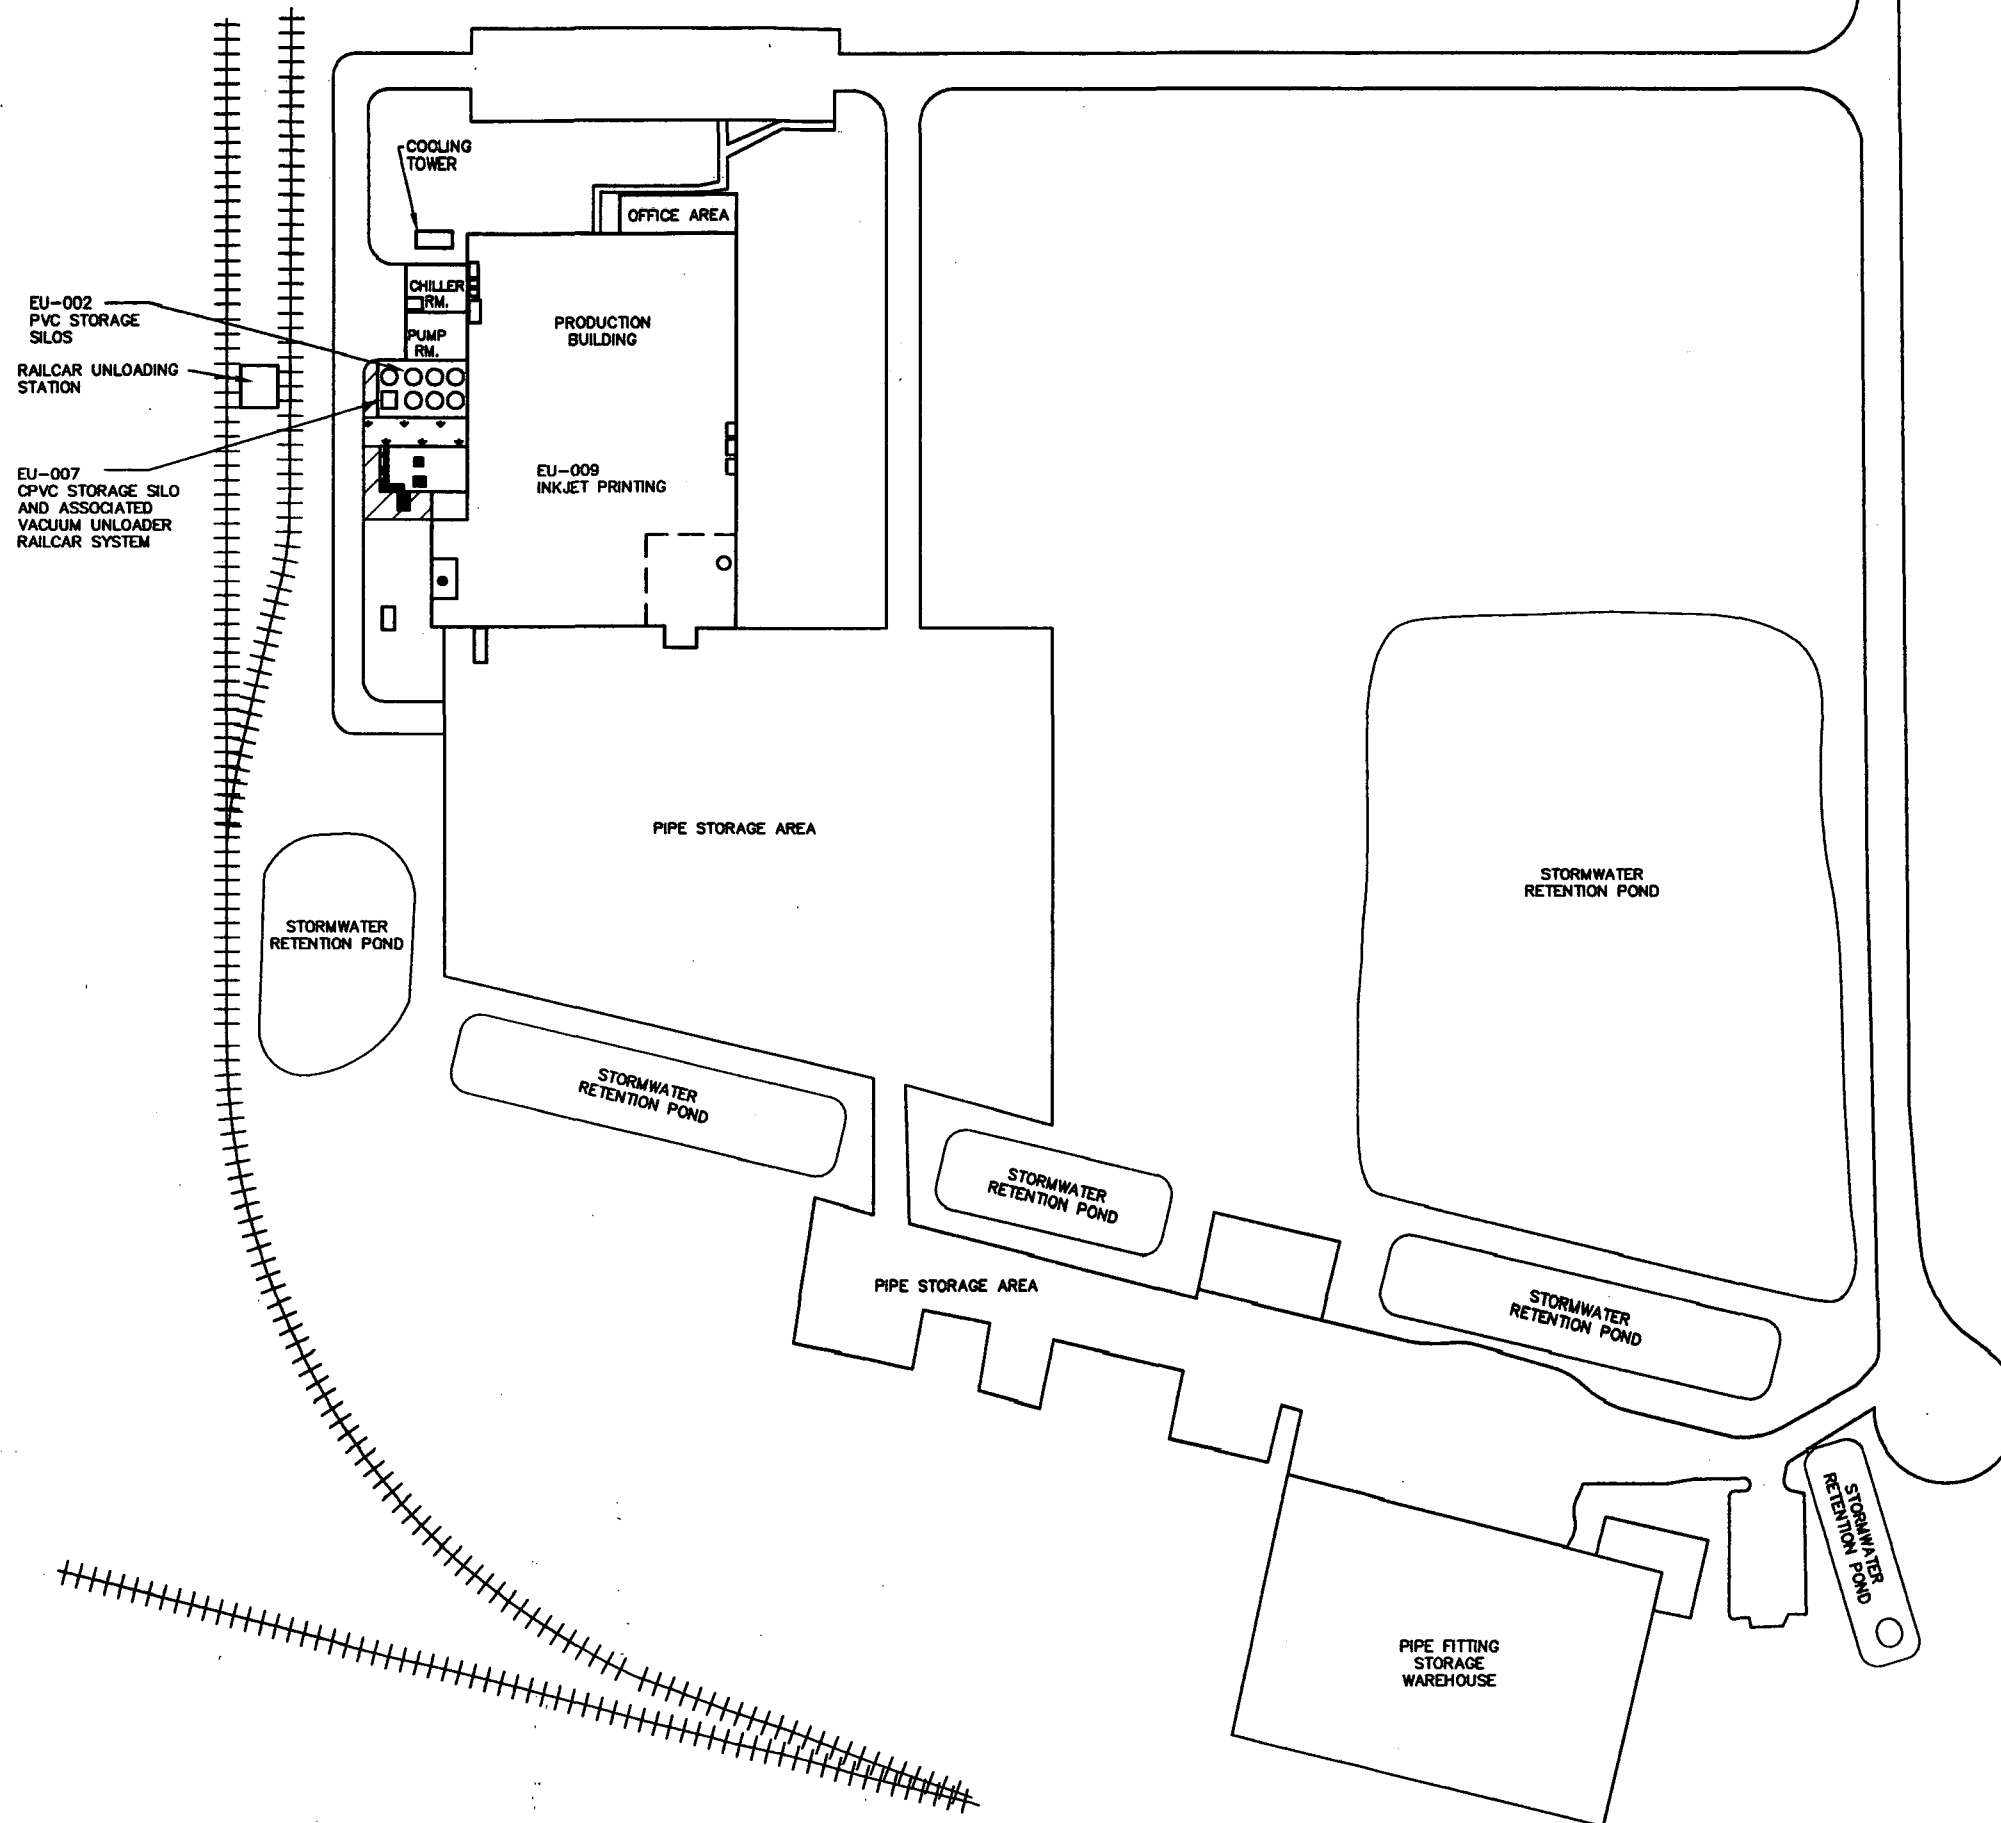 COOLING
TOWER
OFFICE AREA
CHILLER
RM.
EU-002
PVC STORAGE
SILOS
PRODUCTION
BUILDING
PUMP
RM.
RAILCAR UNLOADING
STATION
EU-007
CPVC STORAGE SILO
AND ASSOCIATED
VACUUM UNLOADER
RAILCAR SYSTEM
EU-009
INKJET PRINTING
PIPE STORAGE AREA
STORMWATER
RETENTION POND
STORMWATER
RETENTION POND
STORMWATER
RETENTION POND
STORMWATER
RETENTION POND
PIPE STORAGE AREA
STORMWATER
RETENTION POND
STORMWATER
RETENTION POND
PIPE FITTING
STORAGE
WAREHOUSE